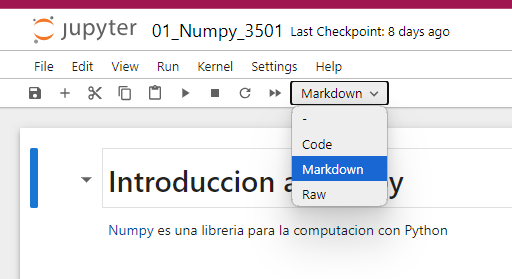 jupyter 01_Numpy_3501 Last Checkpoint: 8 days ago
File Edit View Run Kernel Settings Help
Markdown
-
Code
Markdown
Raw
Introduccion a
Numpy es una libreria para la computacion con Python